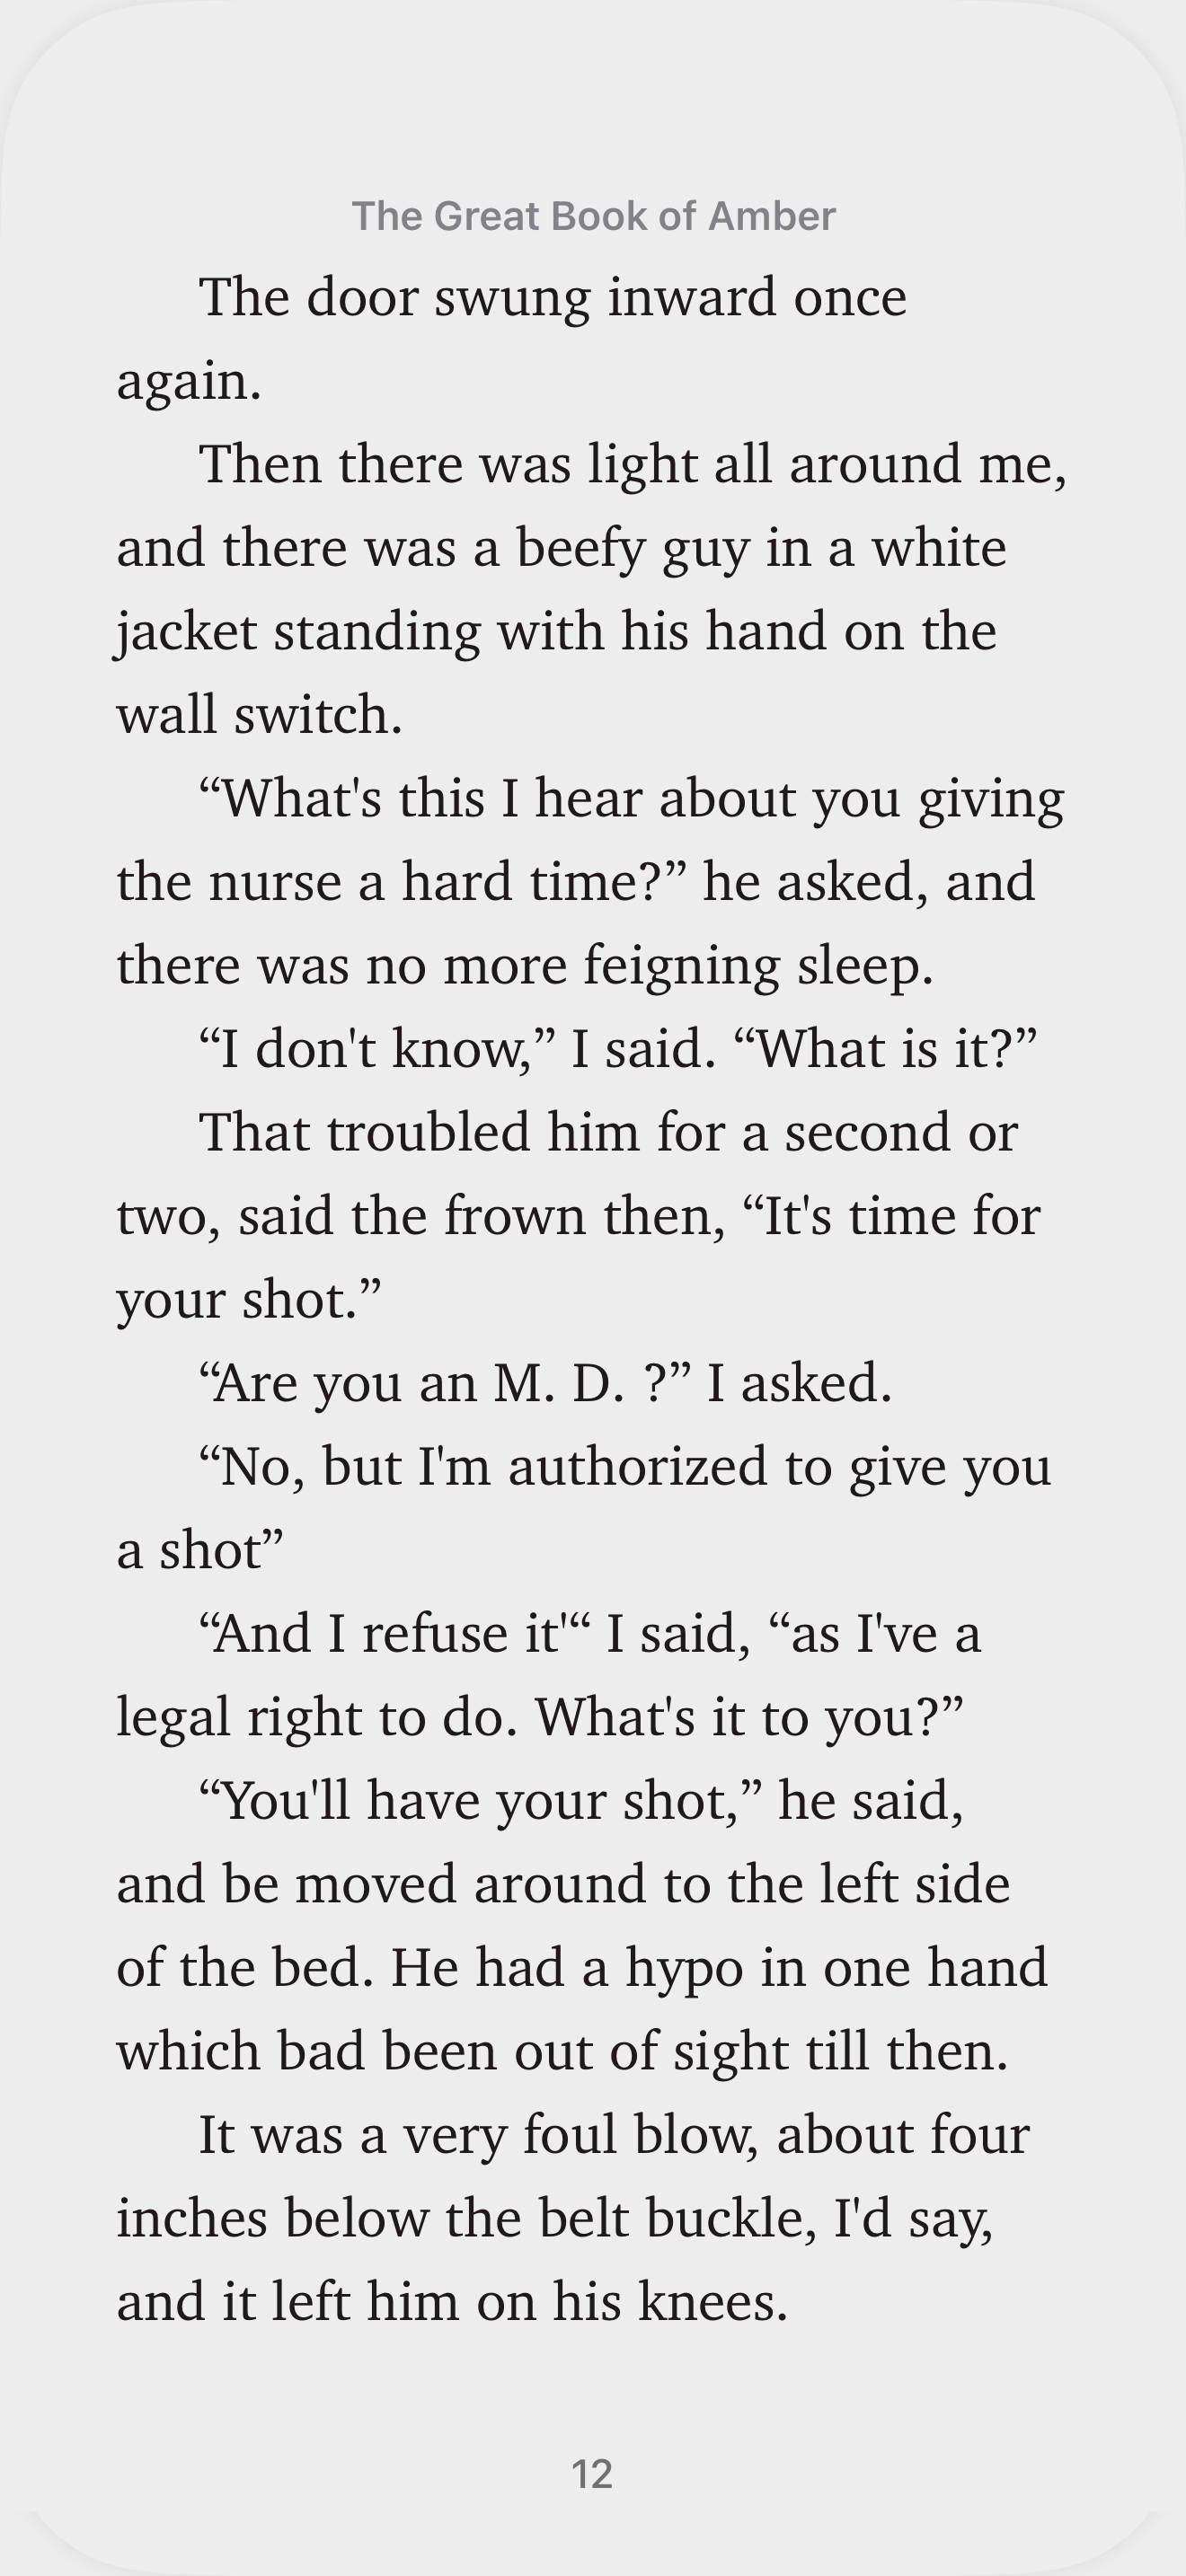 The Great Book of Amber
The door swung inward once
again.
Then there was light all around me,
and there was a beefy guy in a white
jacket standing with his hand on the
wall switch.
“What's this I hear about you giving
the nurse a hard time?” he asked, and
there was no more feigning sleep.
“I don't know,” I said. “What is it?”
That troubled him for a second or
two, said the frown then, “It's time for
your shot.”
“Are you an M. D. ?” I asked.
“No, but I'm authorized to give you
a shot”
“And I refuse it'“ I said, “as I've a
legal right to do. What's it to you?”
“You'll have your shot,” he said,
and be moved around to the left side
of the bed. He had a hypo in one hand
which bad been out of sight till then.
It was a very foul blow, about four
inches below the belt buckle, I'd say,
and it left him on his knees.
12